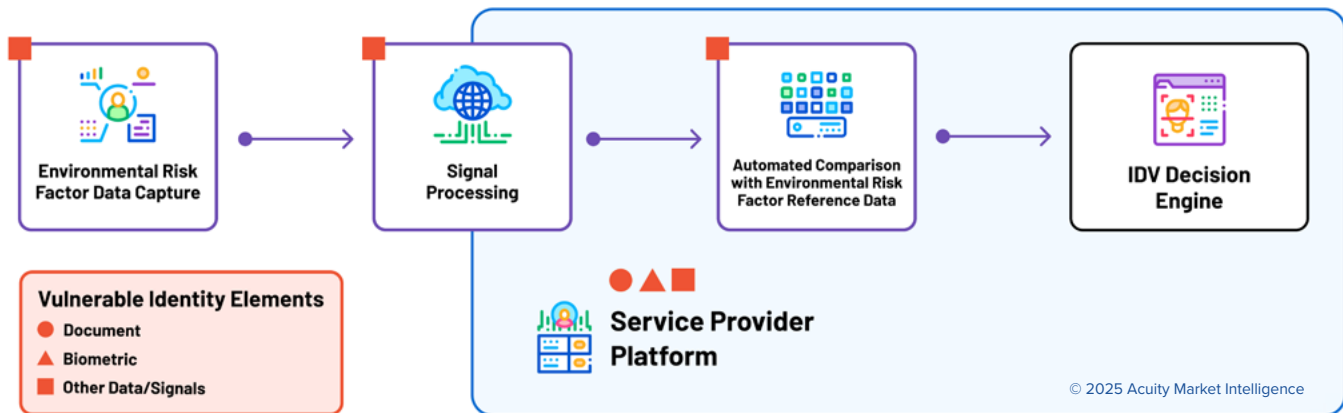 Environmental Risk
Factor Data Capture
Signal
Processing
Automated Comparison
with Environmental Risk
Factor Reference Data
IDV Decision
Engine
Vulnerable Identity Elements
Document
Biometric
Other Data/Signals
Service Provider
Platform
© 2025 Acuity Market Intelligence